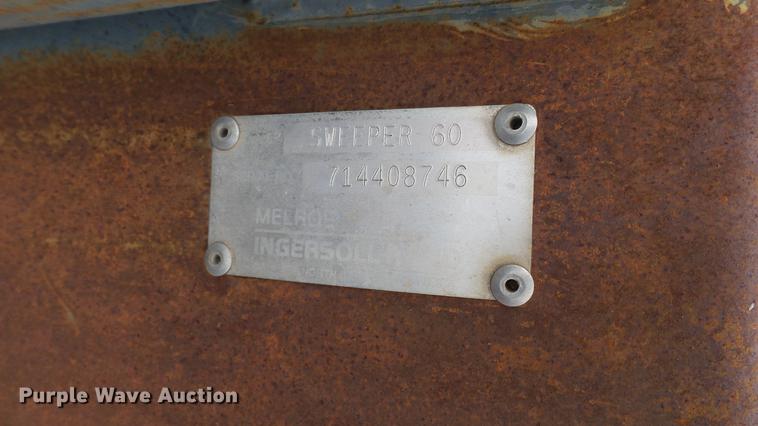 SWEEPER 60
714408746
MELROE
INGERSOLL
Purple Wave Auction